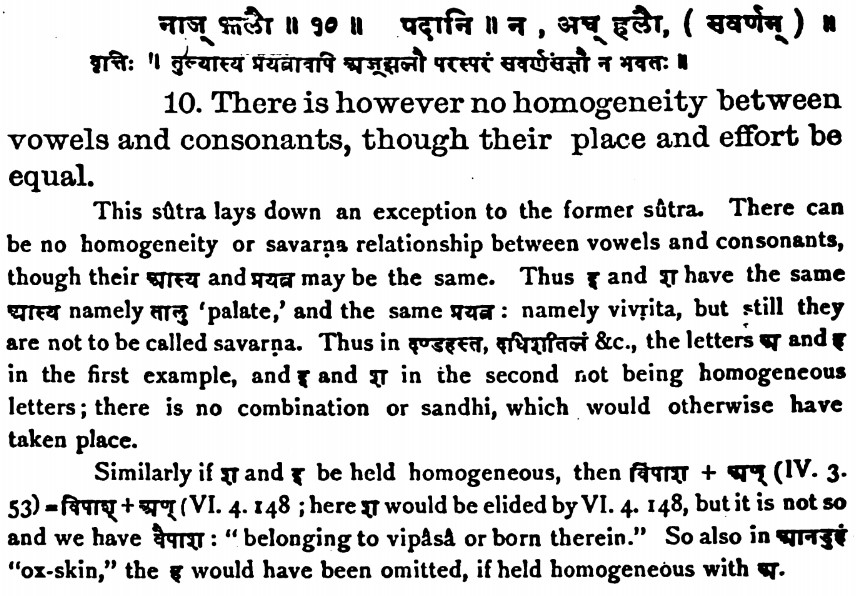 नाज् झलौ ॥ १० ॥ पदानि ॥ न , अच् हलौ, ( सवर्णम् ) ॥
वृत्तिः ॥ तुल्यास्य प्रयत्नावपि अज्झलौ परस्परं सवर्णसंज्ञौ न भवतः ॥
10. There is however no homogeneity between
vowels and consonants, though their place and effort be
equal.
This sûtra lays down an exception to the former sûtra. There can
be no homogeneity or savarṇa relationship between vowels and consonants,
though their आस्य and प्रयत्न may be the same. Thus इ and श have the same
आस्य namely तालु 'palate,' and the same प्रयत्न : namely vivṛita, but still they
are not to be called savarṇa. Thus in दण्डहस्त, दधिशतिलं &c., the letters अ and ह
in the first example, and इ and श in the second not being homogeneous
letters; there is no combination or sandhi, which would otherwise have
taken place.
Similarly if श and इ be held homogeneous, then विपाश + अण् (IV. 3.
53) = विपाश् + अण् (VI. 4. 148 ; here श would be elided by VI. 4. 148, but it is not so
and we have वैपाश : "belonging to vipâsâ or born therein." So also in आनडुहं
"ox-skin," the ह would have been omitted, if held homogeneous with अ.